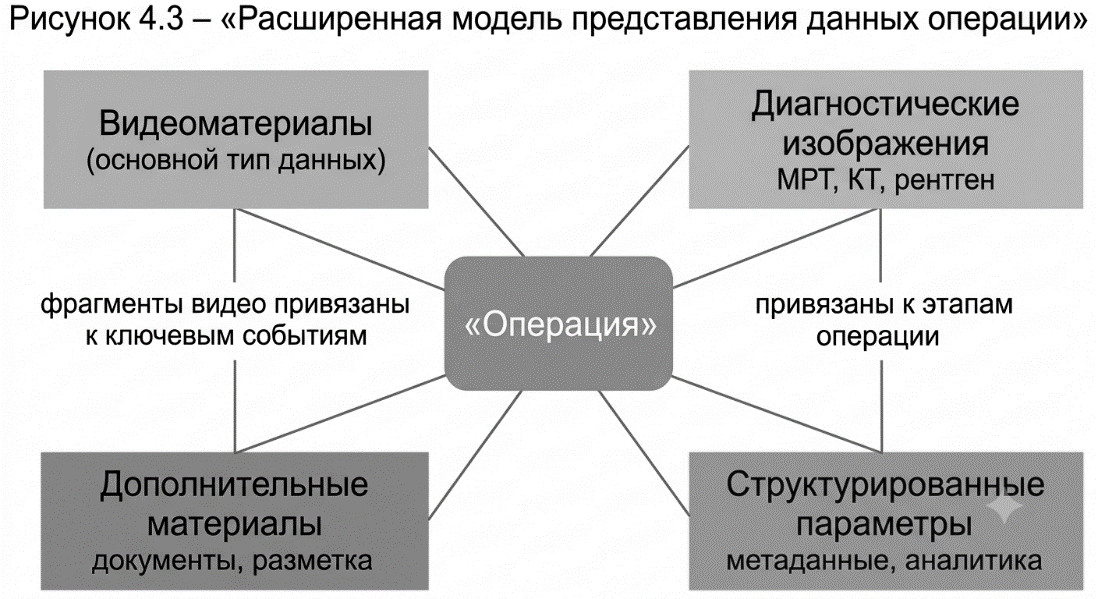 Рисунок 4.3 – «Расширенная модель представления данных операции»
Видеоматериалы
(основной тип данных)
Диагностические
изображения
МРТ, КТ, рентген
фрагменты видео привязаны
к ключевым событиям
«Операция»
привязаны к этапам
операции
Дополнительные
материалы
документы, разметка
Структурированные
параметры
метаданные, аналитика